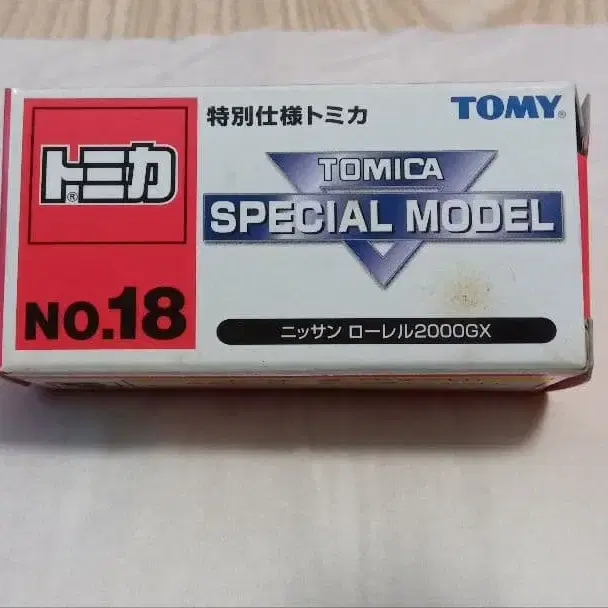 トミカ®
NO.18
特別仕様トミカ
TOMY®
TOMICA
SPECIAL MODEL
ニッサン ローレル2000GX